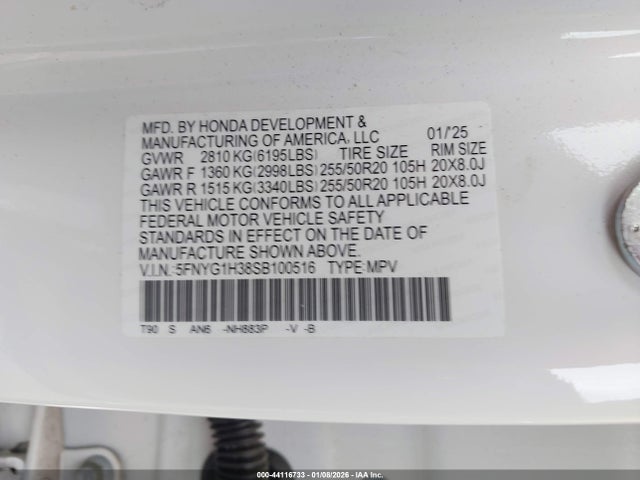 MFD. BY HONDA DEVELOPMENT &
MANUFACTURING OF AMERICA, LLC 01/'25
GVWR 2810 KG(6195LBS) TIRE SIZE RIM SIZE
GAWR F 1360 KG(2998LBS) 255/50R20 105H 20X8.0J
GAWR R 1515 KG(3340LBS) 255/50R20 105H 20X8.0J
THIS VEHICLE CONFORMS TO ALL APPLICABLE
FEDERAL MOTOR VEHICLE SAFETY
STANDARDS IN EFFECT ON THE DATE OF
MANUFACTURE SHOWN ABOVE.
V.I.N.:5FNYG1H38SB100516 TYPE:MPV
T90 S AN6 -NH883P -V -B
000-44116733 - 01/08/2026 - IAA Inc.